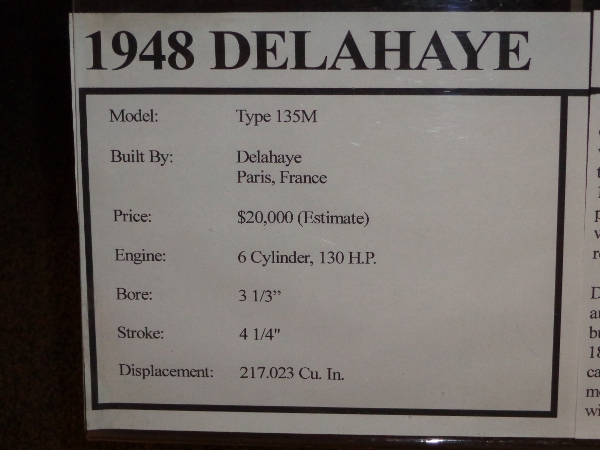 1948 DELAHAYE
Model: Type 135M
Built By: Delahaye
Paris, France
Price: $20,000 (Estimate)
Engine: 6 Cylinder, 130 H.P.
Bore: 3 1/3”
Stroke: 4 1/4"
Displacement: 217.023 Cu. In.